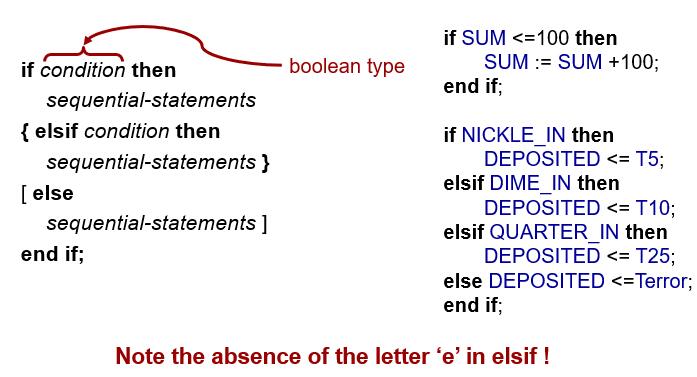 if condition then
boolean type
sequential-statements
{ elsif condition then
sequential-statements }
[ else
sequential-statements ]
end if;
if SUM <=100 then
SUM := SUM +100;
end if;
if NICKLE_IN then
DEPOSITED <= T5;
elsif DIME_IN then
DEPOSITED <= T10;
elsif QUARTER_IN then
DEPOSITED <= T25;
else DEPOSITED <=Terror;
end if;
Note the absence of the letter ‘e’ in elsif !